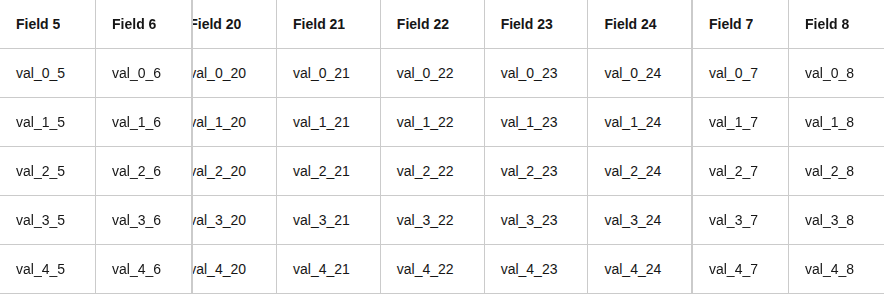 Field 5 Field 6 Field 20 Field 21 Field 22 Field 23 Field 24 Field 7 Field 8
val_0_5 val_0_6 val_0_20 val_0_21 val_0_22 val_0_23 val_0_24 val_0_7 val_0_8
val_1_5 val_1_6 val_1_20 val_1_21 val_1_22 val_1_23 val_1_24 val_1_7 val_1_8
val_2_5 val_2_6 val_2_20 val_2_21 val_2_22 val_2_23 val_2_24 val_2_7 val_2_8
val_3_5 val_3_6 val_3_20 val_3_21 val_3_22 val_3_23 val_3_24 val_3_7 val_3_8
val_4_5 val_4_6 val_4_20 val_4_21 val_4_22 val_4_23 val_4_24 val_4_7 val_4_8